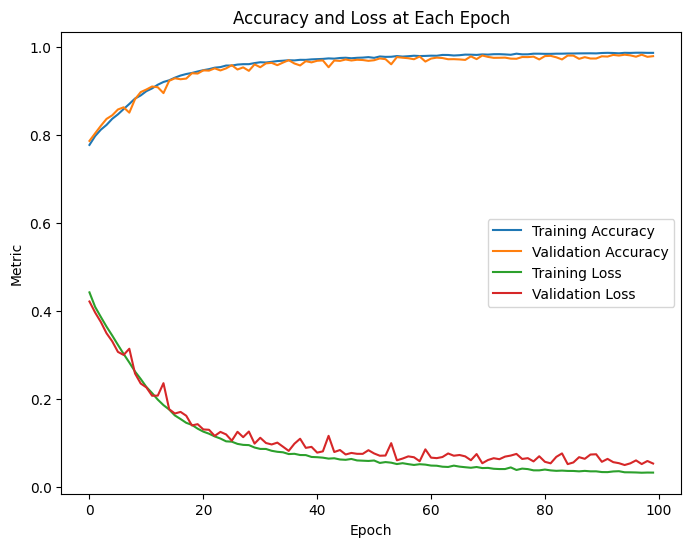 Accuracy and Loss at Each Epoch
1.0
0.8
0.6
0.4
0.2
0.0
Metric
Training Accuracy
Validation Accuracy
Training Loss
Validation Loss
0 20 40 60 80 100
Epoch